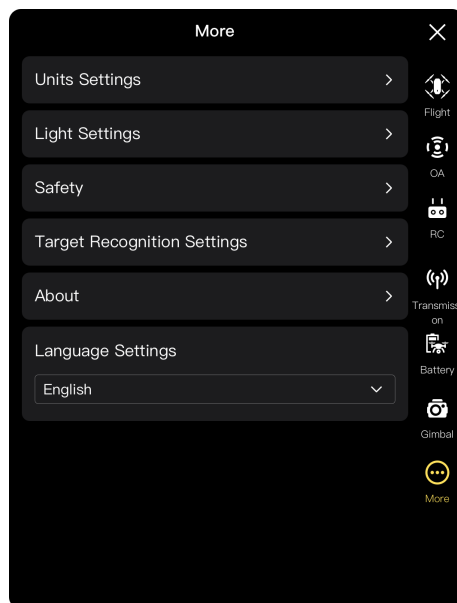 More
Units Settings
Light Settings
Safety
Target Recognition Settings
About
Language Settings
English
Flight
OA
RC
Transmiss
on
Battery
Gimbal
More